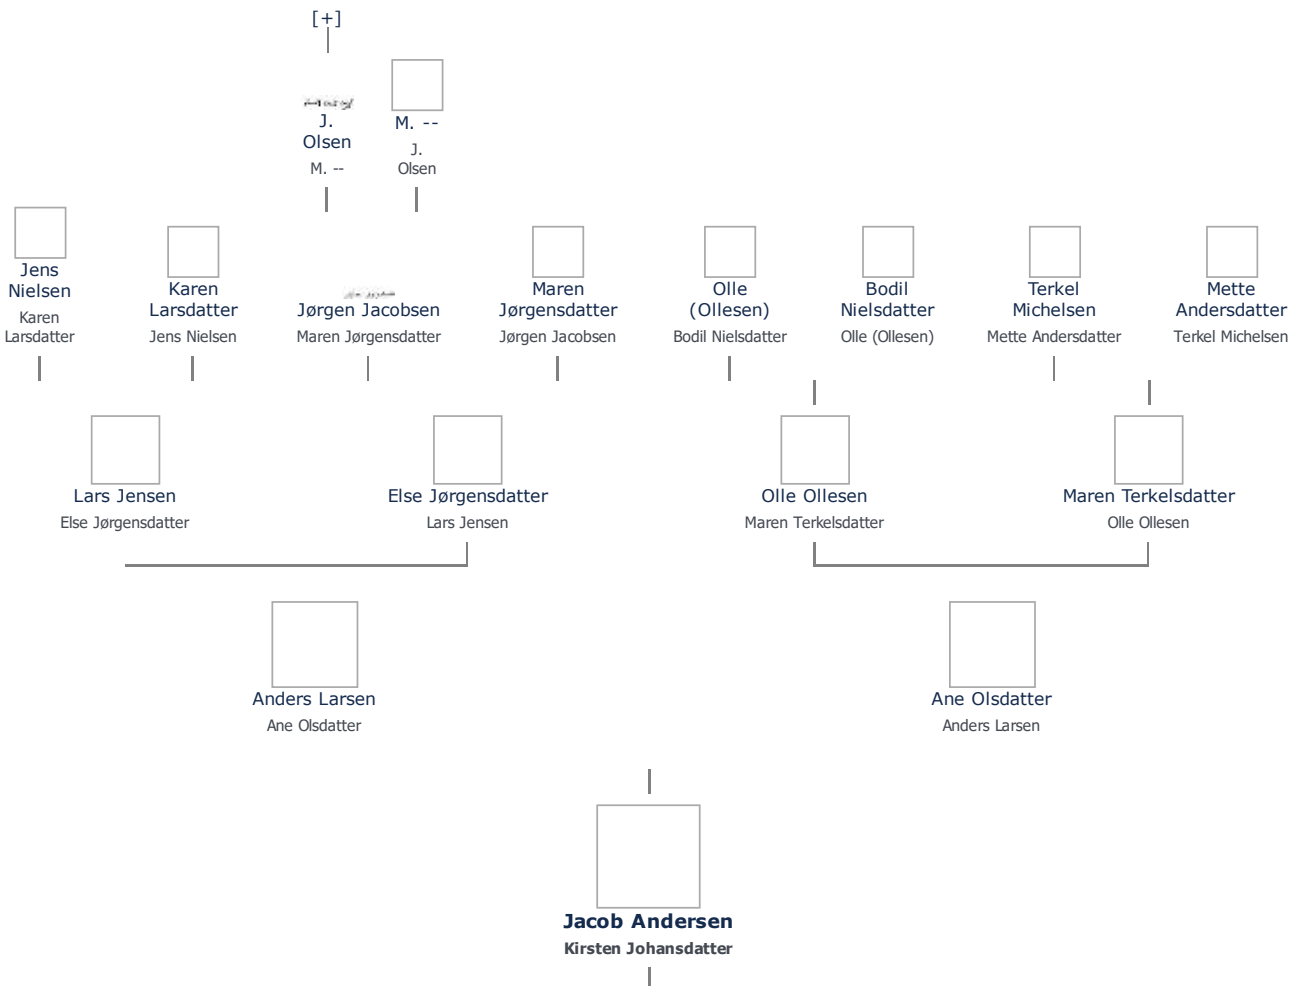 [+]
J.
Olsen
M. --
M. --
J.
Olsen
Jens
Nielsen
Karen
Larsdatter
Karen
Larsdatter
Jens Nielsen
Jørgen Jacobsen
Maren Jørgensdatter
Maren
Jørgensdatter
Jørgen Jacobsen
Olle
(Ollesen)
Bodil Nielsdatter
Bodil
Nielsdatter
Olle (Ollesen)
Terkel
Michelsen
Mette Andersdatter
Mette
Andersdatter
Terkel Michelsen
Lars Jensen
Else Jørgensdatter
Else Jørgensdatter
Lars Jensen
Olle Ollesen
Maren Terkelsdatter
Maren Terkelsdatter
Olle Ollesen
Anders Larsen
Ane Olsdatter
Ane Olsdatter
Anders Larsen
Jacob Andersen
Kirsten Johansdatter